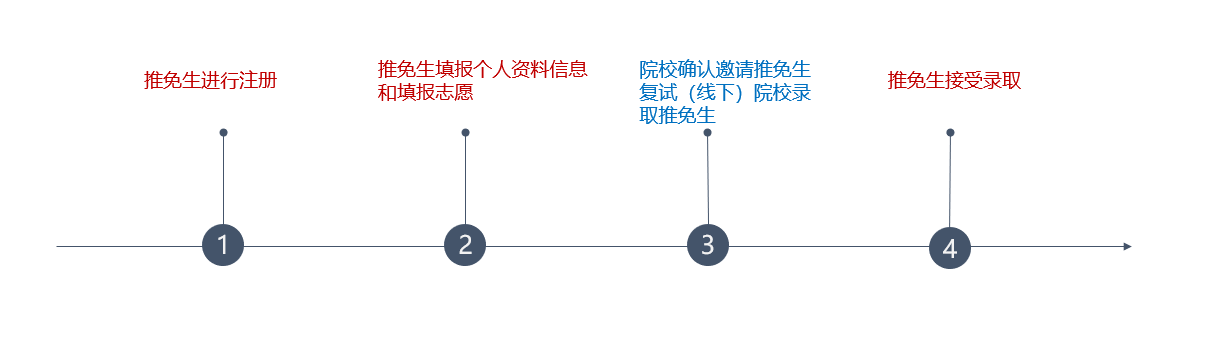 推免生进行注册
推免生填报个人资料信息
和填报志愿
院校确认邀请推免生
复试（线下）院校录
取推免生
推免生接受录取
1
2
3
4